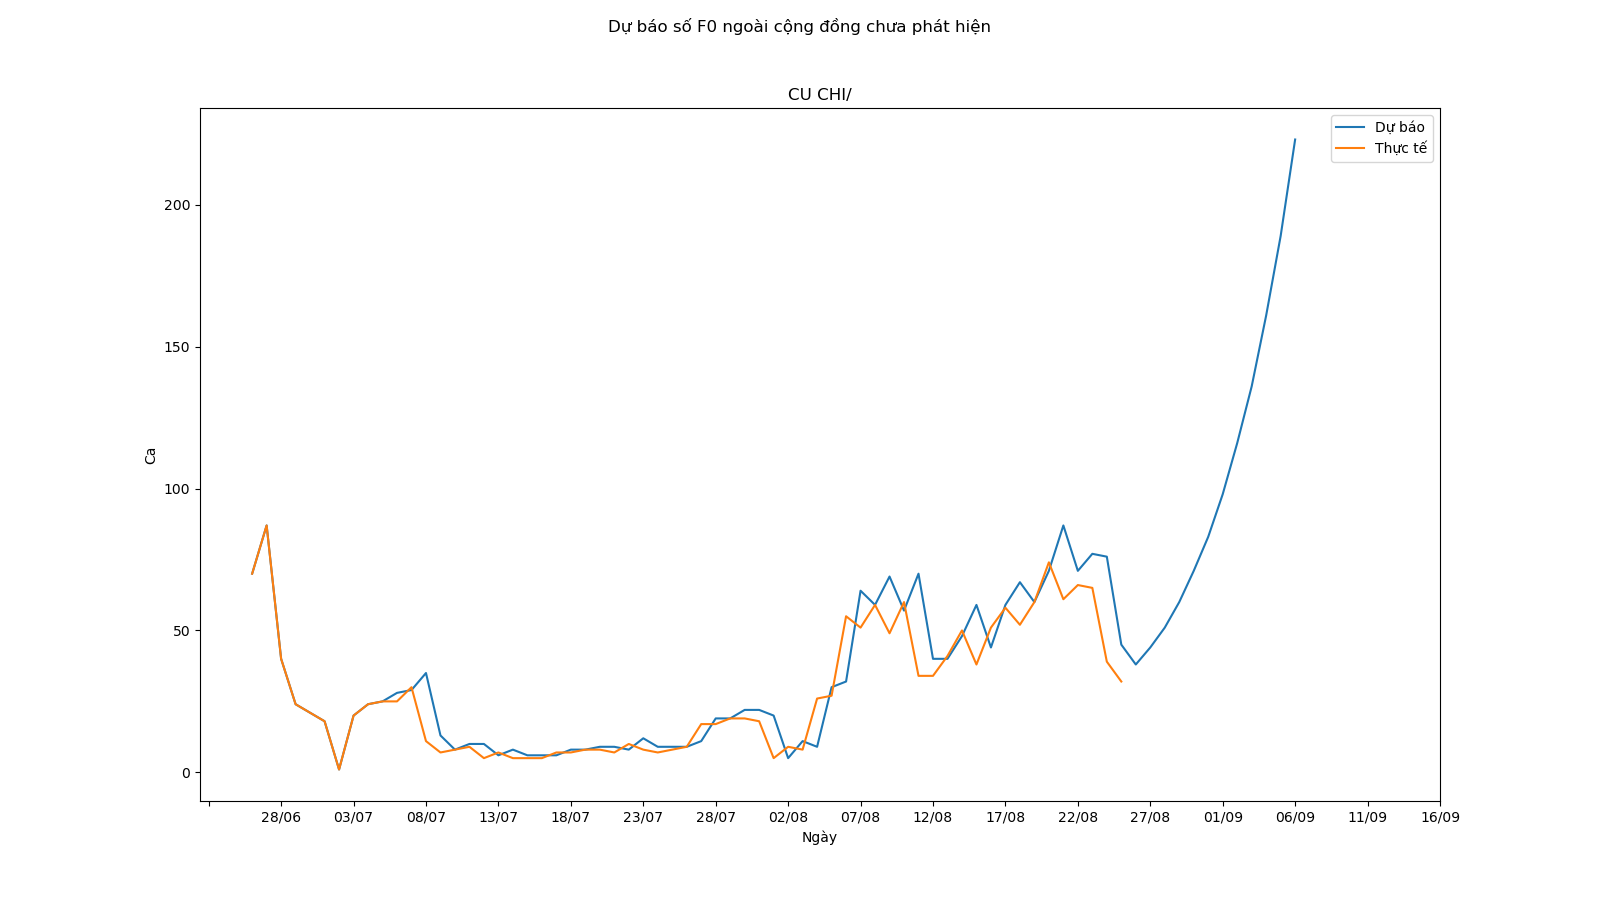 Dự báo số F0 ngoài cộng đồng chưa phát hiện
CU CHI/
Dự báo
Thực tế
200
150
100
50
0
Ca
28/06 03/07 08/07 13/07 18/07 23/07 28/07 02/08 07/08 12/08 17/08 22/08 27/08 01/09 06/09 11/09 16/09
Ngày